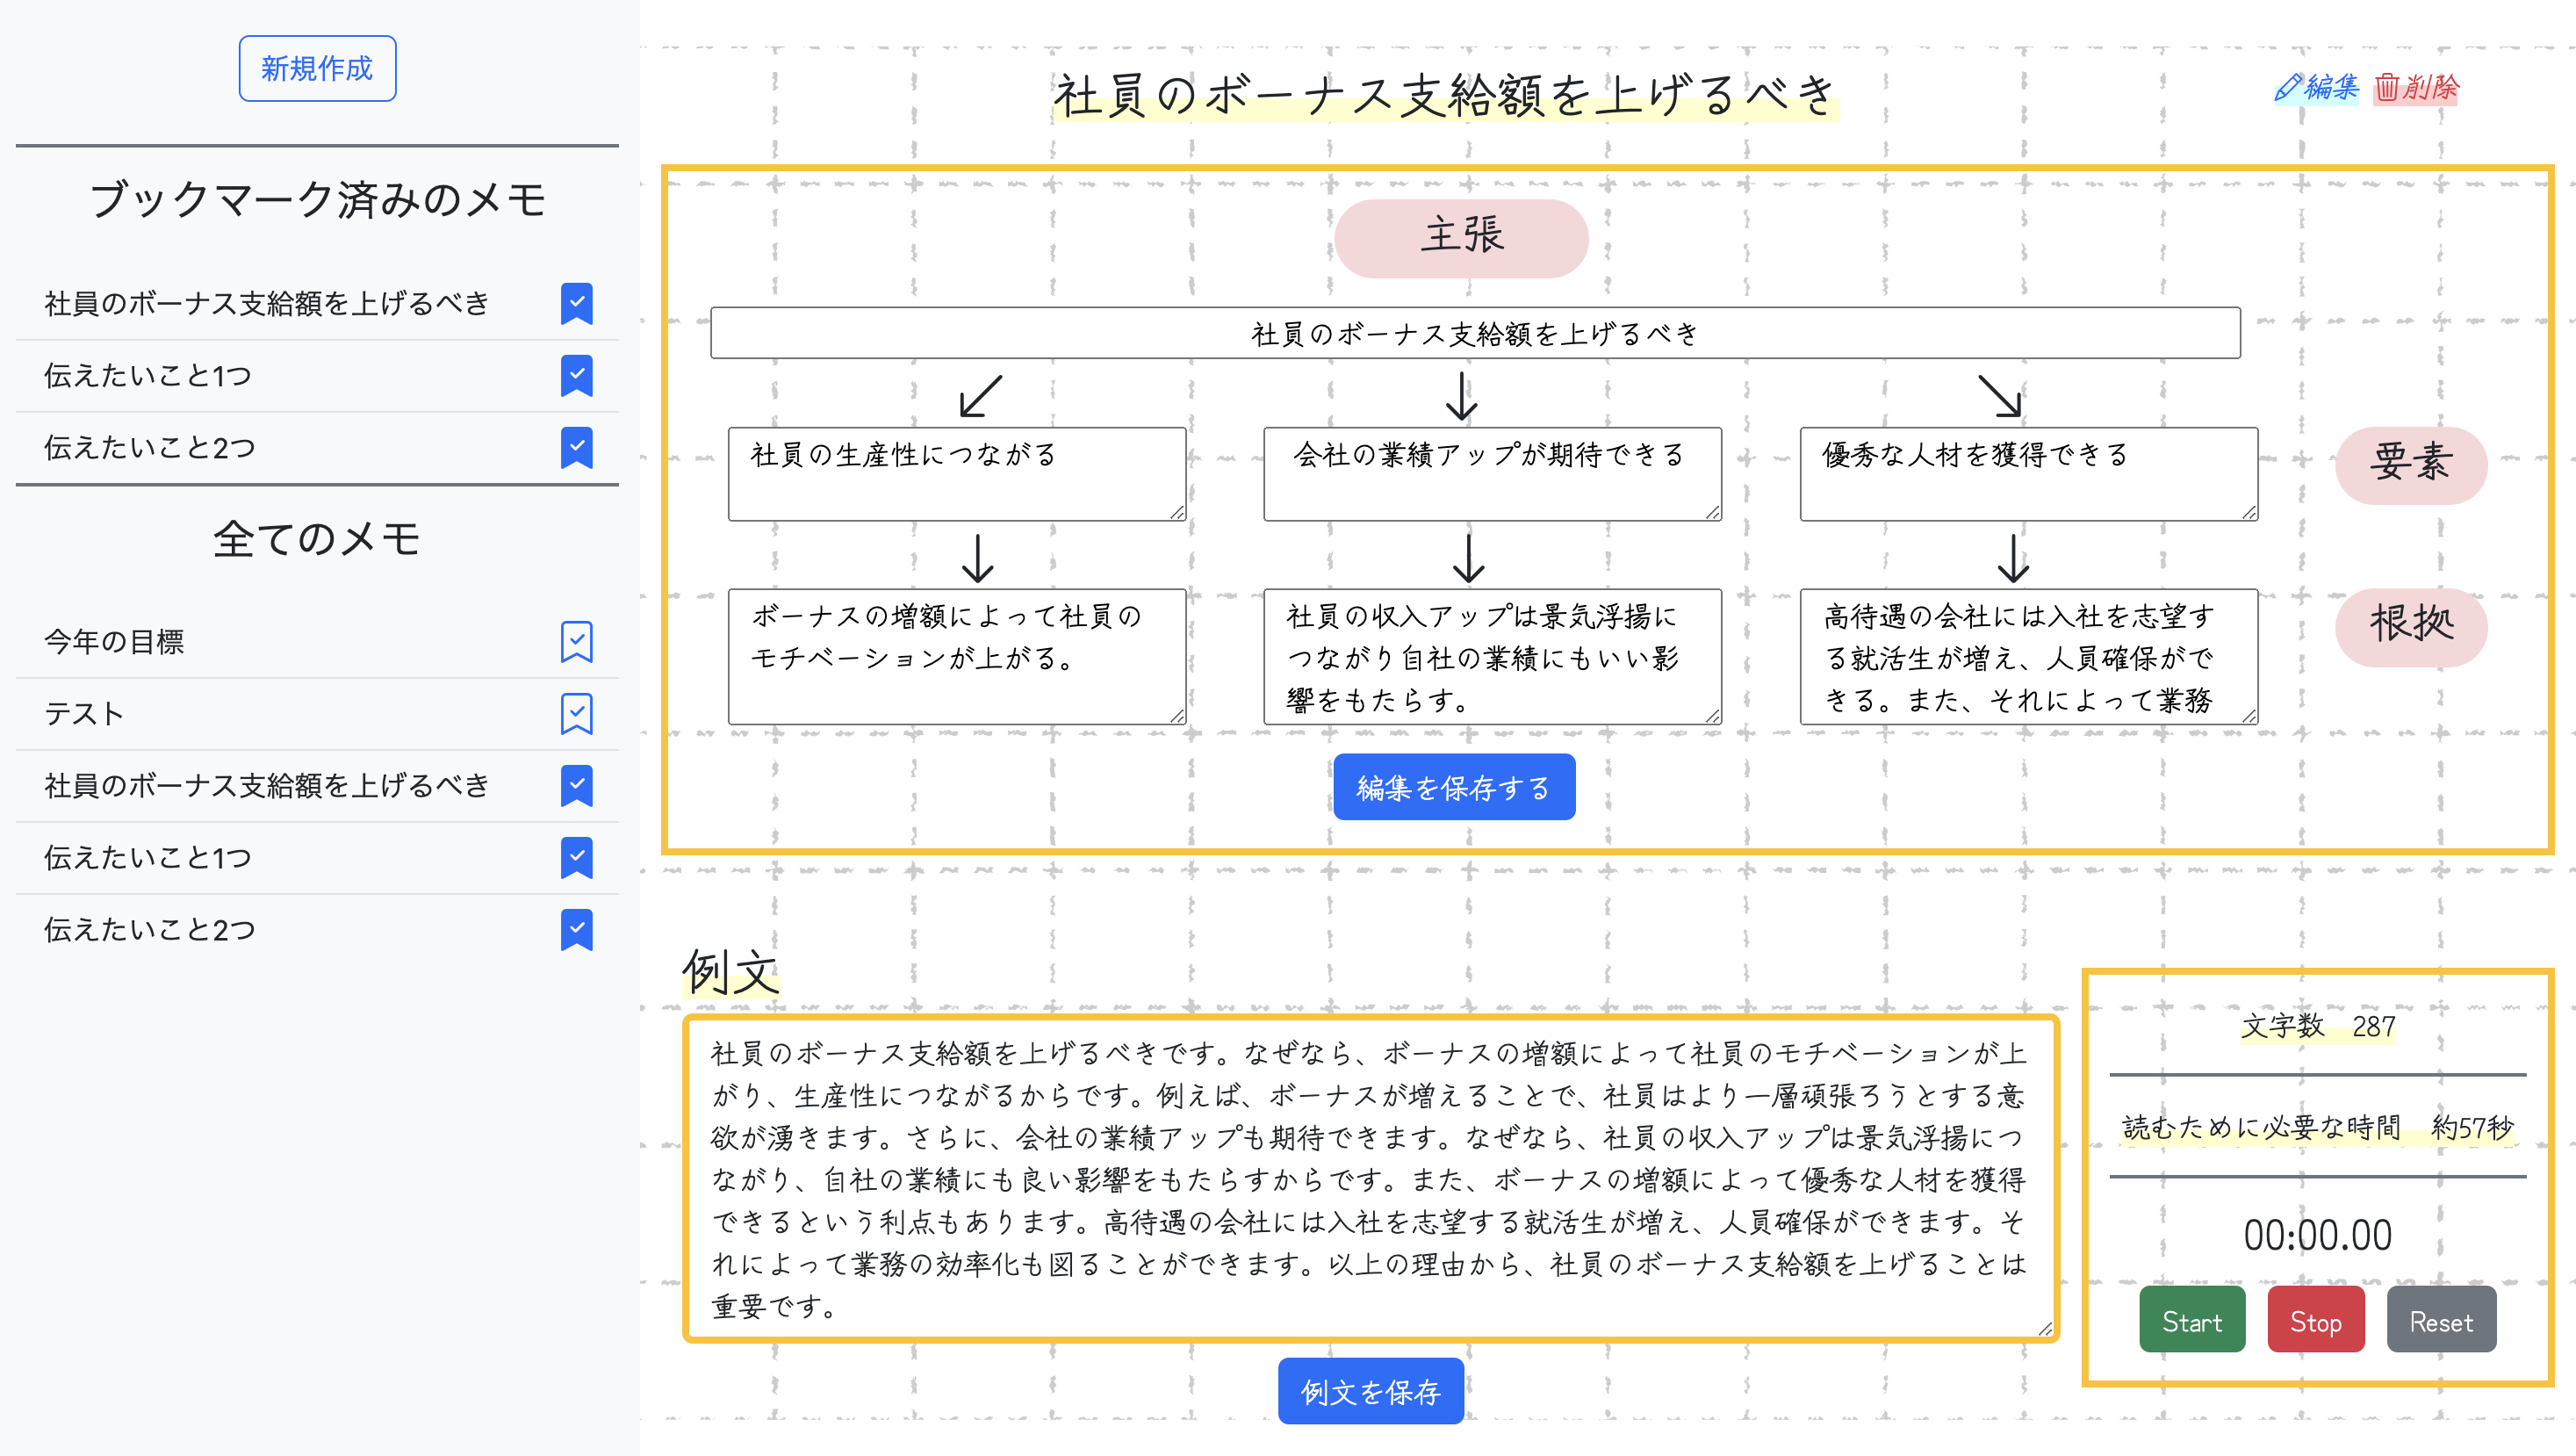 新規作成
ブックマーク済みのメモ
社員のボーナス支給額を上げるべき
伝えたいこと1つ
伝えたいこと2つ
全てのメモ
今年の目標
テスト
社員のボーナス支給額を上げるべき
伝えたいこと1つ
伝えたいこと2つ
社員のボーナス支給額を上げるべき
編集 削除
主張
社員のボーナス支給額を上げるべき
社員の生産性につながる
会社の業績アップが期待できる
優秀な人材を獲得できる
要素
ボーナスの増額によって社員の
モチベーションが上がる。
社員の収入アップは景気浮揚に
つながり自社の業績にもいい影
響をもたらす。
高待遇の会社には入社を志望す
る就活生が増え、人員確保がで
きる。また、それによって業務
根拠
編集を保存する
例文
社員のボーナス支給額を上げるべきです。なぜなら、ボーナスの増額によって社員のモチベーションが上
がり、生産性につながるからです。例えば、ボーナスが増えることで、社員はより一層頑張ろうとする意
欲が湧きます。さらに、会社の業績アップも期待できます。なぜなら、社員の収入アップは景気浮揚につ
ながり、自社の業績にも良い影響をもたらすからです。また、ボーナスの増額によって優秀な人材を獲得
できるという利点もあります。高待遇の会社には入社を志望する就活生が増え、人員確保ができます。そ
れによって業務の効率化も図ることができます。以上の理由から、社員のボーナス支給額を上げることは
重要です。
例文を保存
文字数 287
読むために必要な時間 約57秒
00:00.00
Start Stop Reset